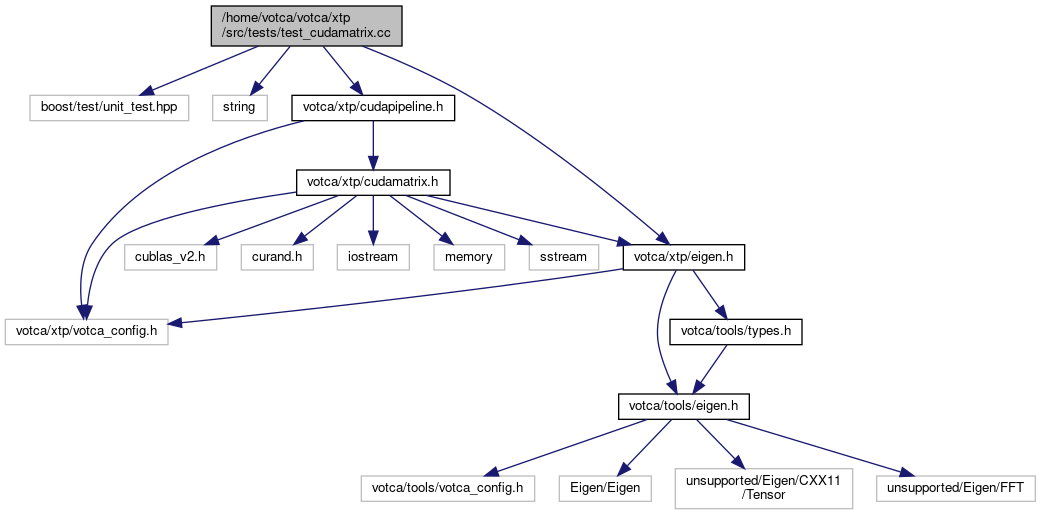 /home/votca/votca/xtp
/src/tests/test_cudamatrix.cc
boost/test/unit_test.hpp
string
votca/xtp/cudapipeline.h
votca/xtp/cudamatrix.h
cublas_v2.h
curand.h
iostream
memory
sstream
votca/xtp/eigen.h
votca/xtp/votca_config.h
votca/tools/types.h
votca/tools/eigen.h
votca/tools/votca_config.h
Eigen/Eigen
unsupported/Eigen/CXX11
/Tensor
unsupported/Eigen/FFT